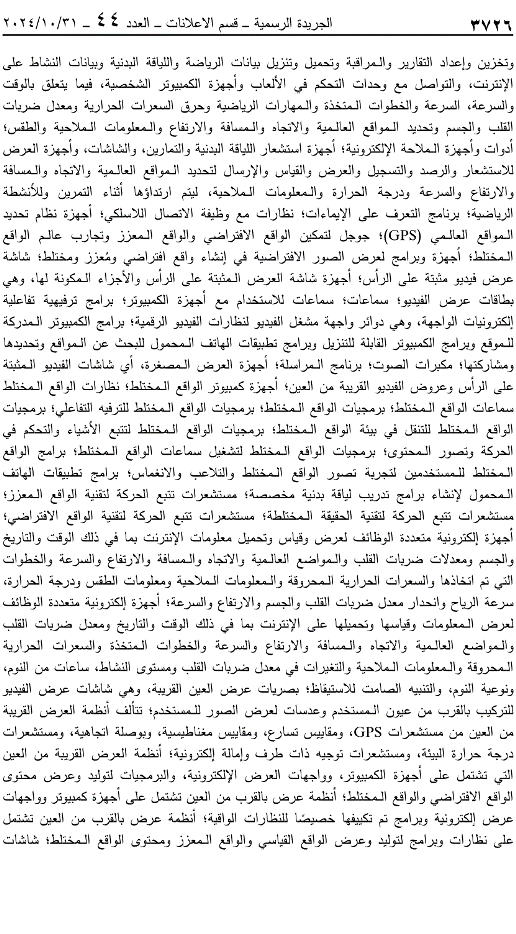 ٣٧٢٦ الجريدة الرسمية ــ قسم الاعلانات ــ العدد ٤٤ ــ ٢٠٢٤/١٠/٣١
وتخزين وإعداد التقارير والمراقبة وتحميل وتنزيل بيانات الرياضة واللياقة البدنية وبيانات النشاط على
الإنترنت، والتواصل مع وحدات التحكم في الألعاب وأجهزة الكمبيوتر الشخصية، فيما يتعلق بالوقت
والسرعة، السرعة والخطوات المتخذة والمهارات الرياضية وحرق السعرات الحرارية ومعدل ضربات
القلب والجسم وتحديد المواقع العالمية والاتجاه والمسافة والارتفاع والمعلومات الملاحية والطقس؛
أدوات وأجهزة الملاحة الإلكترونية؛ أجهزة استشعار اللياقة البدنية والتمارين، والشاشات، وأجهزة العرض
للاستشعار والرصد والتسجيل والعرض والقياس والإرسال لتحديد المواقع العالمية والاتجاه والمسافة
والارتفاع والسرعة ودرجة الحرارة والمعلومات الملاحية، ليتم ارتداؤها أثناء التمرين وللأنشطة
الرياضية؛ برنامج التعرف على الإيماءات؛ نظارات مع وظيفة الاتصال اللاسلكي؛ أجهزة نظام تحديد
المواقع العالمي (GPS)؛ جوجل لتمكين الواقع الافتراضي والواقع المعزز وتجارب عالم الواقع
المختلط؛ أجهزة وبرامج لعرض الصور الافتراضية في إنشاء واقع افتراضي ومُعزز ومختلط؛ شاشة
عرض فيديو مثبتة على الرأس؛ أجهزة شاشة العرض المثبتة على الرأس والأجزاء المكونة لها، وهي
بطاقات عرض الفيديو؛ سماعات؛ سماعات للاستخدام مع أجهزة الكمبيوتر؛ برامج ترفيهية تفاعلية
إلكترونيات الواجهة، وهي دوائر واجهة مشغل الفيديو لنظارات الفيديو الرقمية؛ برامج الكمبيوتر المدركة
للموقع وبرامج الكمبيوتر القابلة للتنزيل وبرامج تطبيقات الهاتف المحمول للبحث عن المواقع وتحديدها
ومشاركتها؛ مكبرات الصوت؛ برنامج المراسلة؛ أجهزة العرض المصغرة، أي شاشات الفيديو المثبتة
على الرأس وعروض الفيديو القريبة من العين؛ أجهزة كمبيوتر الواقع المختلط؛ نظارات الواقع المختلط
سماعات الواقع المختلط؛ برمجيات الواقع المختلط؛ برمجيات الواقع المختلط للترفيه التفاعلي؛ برمجيات
الواقع المختلط للتنقل في بيئة الواقع المختلط؛ برمجيات الواقع المختلط لتتبع الأشياء والتحكم في
الحركة وتصور المحتوى؛ برمجيات الواقع المختلط لتشغيل سماعات الواقع المختلط؛ برامج الواقع
المختلط للمستخدمين لتجربة تصور الواقع المختلط والتلاعب والانغماس؛ برامج تطبيقات الهاتف
المحمول لإنشاء برامج تدريب لياقة بدنية مخصصة؛ مستشعرات تتبع الحركة لتقنية الواقع المعزز؛
مستشعرات تتبع الحركة لتقنية الحقيقة المختلطة؛ مستشعرات تتبع الحركة لتقنية الواقع الافتراضي؛
أجهزة إلكترونية متعددة الوظائف لعرض وقياس وتحميل معلومات الإنترنت بما في ذلك الوقت والتاريخ
والجسم ومعدلات ضربات القلب والمواضع العالمية والاتجاه والمسافة والارتفاع والسرعة والخطوات
التي تم اتخاذها والسعرات الحرارية المحروقة والمعلومات الملاحية ومعلومات الطقس ودرجة الحرارة،
سرعة الرياح وانحدار معدل ضربات القلب والجسم والارتفاع والسرعة؛ أجهزة إلكترونية متعددة الوظائف
لعرض المعلومات وقياسها وتحميلها على الإنترنت بما في ذلك الوقت والتاريخ ومعدل ضربات القلب
والمواضع العالمية والاتجاه والمسافة والارتفاع والسرعة والخطوات المتخذة والسعرات الحرارية
المحروقة والمعلومات الملاحية والتغيرات في معدل ضربات القلب ومستوى النشاط، ساعات من النوم،
ونوعية النوم، والتنبيه الصامت للاستيقاظ؛ بصريات عرض العين القريبة، وهي شاشات عرض الفيديو
للتركيب بالقرب من عيون المستخدم وعدسات لعرض الصور للمستخدم؛ تتألف أنظمة العرض القريبة
من العين من مستشعرات GPS، ومقاييس تسارع، ومقاييس مغناطيسية، وبوصلة اتجاهية، ومستشعرات
درجة حرارة البيئة، ومستشعرات توجيه ذات طرف وإمالة إلكترونية؛ أنظمة العرض القريبة من العين
التي تشتمل على أجهزة الكمبيوتر، وواجهات العرض الإلكترونية، والبرمجيات لتوليد وعرض محتوى
الواقع الافتراضي والواقع المختلط؛ أنظمة عرض بالقرب من العين تشتمل على أجهزة كمبيوتر وواجهات
عرض إلكترونية وبرامج تم تكييفها خصيصًا للنظارات الواقية؛ أنظمة عرض بالقرب من العين تشتمل
على نظارات وبرامج لتوليد وعرض الواقع القياسي والواقع المعزز ومحتوى الواقع المختلط؛ شاشات